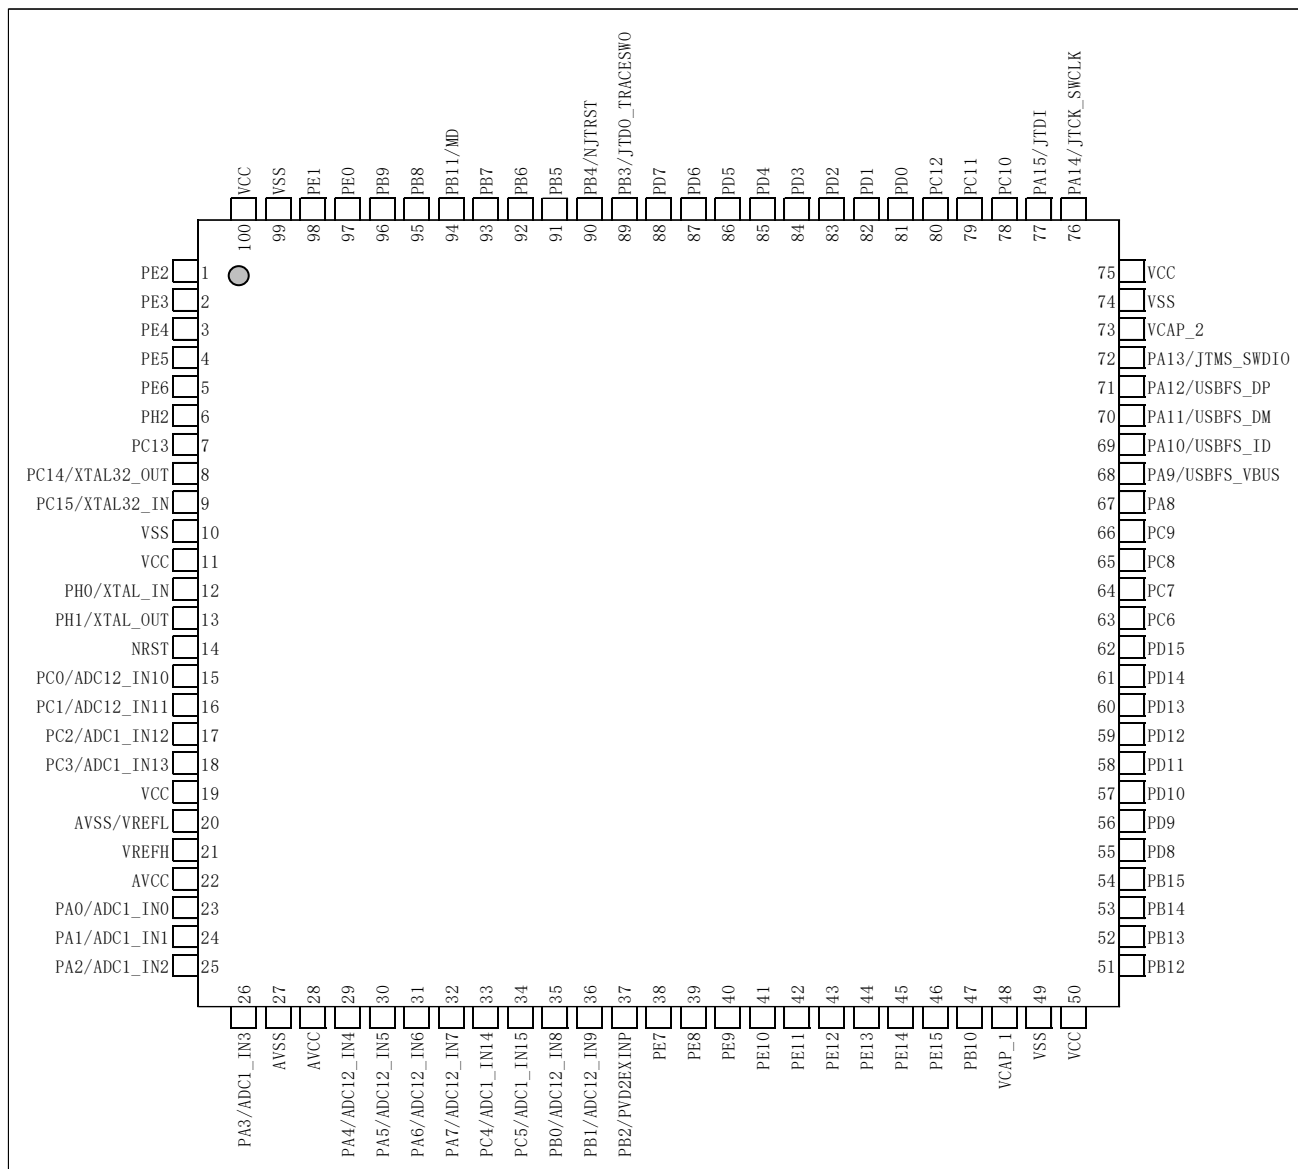 VCC
VSS
PE1
PE0
PB9
PB8
PB11/MD
PB7
PB6
PB5
PB4/NJTRST
PB3/JTDO_TRACESWO
PD7
PD6
PD5
PD4
PD3
PD2
PD1
PD0
PC12
PC11
PC10
PA15/JTDI
PA14/JTCK_SWCLK
100
99
98
97
96
95
94
93
92
91
90
89
88
87
86
85
84
83
82
81
80
79
78
77
76
PE2 1
PE3 2
PE4 3
PE5 4
PE6 5
PH2 6
PC13 7
PC14/XTAL32_OUT 8
PC15/XTAL32_IN 9
VSS 10
VCC 11
PH0/XTAL_IN 12
PH1/XTAL_OUT 13
NRST 14
PC0/ADC12_IN10 15
PC1/ADC12_IN11 16
PC2/ADC1_IN12 17
PC3/ADC1_IN13 18
VCC 19
AVSS/VREFL 20
VREFH 21
AVCC 22
PA0/ADC1_IN0 23
PA1/ADC1_IN1 24
PA2/ADC1_IN2 25
75 VCC
74 VSS
73 VCAP_2
72 PA13/JTMS_SWDIO
71 PA12/USBFS_DP
70 PA11/USBFS_DM
69 PA10/USBFS_ID
68 PA9/USBFS_VBUS
67 PA8
66 PC9
65 PC8
64 PC7
63 PC6
62 PD15
61 PD14
60 PD13
59 PD12
58 PD11
57 PD10
56 PD9
55 PD8
54 PB15
53 PB14
52 PB13
51 PB12
26
27
28
29
30
31
32
33
34
35
36
37
38
39
40
41
42
43
44
45
46
47
48
49
50
PA3/ADC1_IN3
AVSS
AVCC
PA4/ADC12_IN4
PA5/ADC12_IN5
PA6/ADC12_IN6
PA7/ADC12_IN7
PC4/ADC1_IN14
PC5/ADC1_IN15
PB0/ADC12_IN8
PB1/ADC12_IN9
PB2/PVD2EXINP
PE7
PE8
PE9
PE10
PE11
PE12
PE13
PE14
PE15
PB10
VCAP_1
VSS
VCC